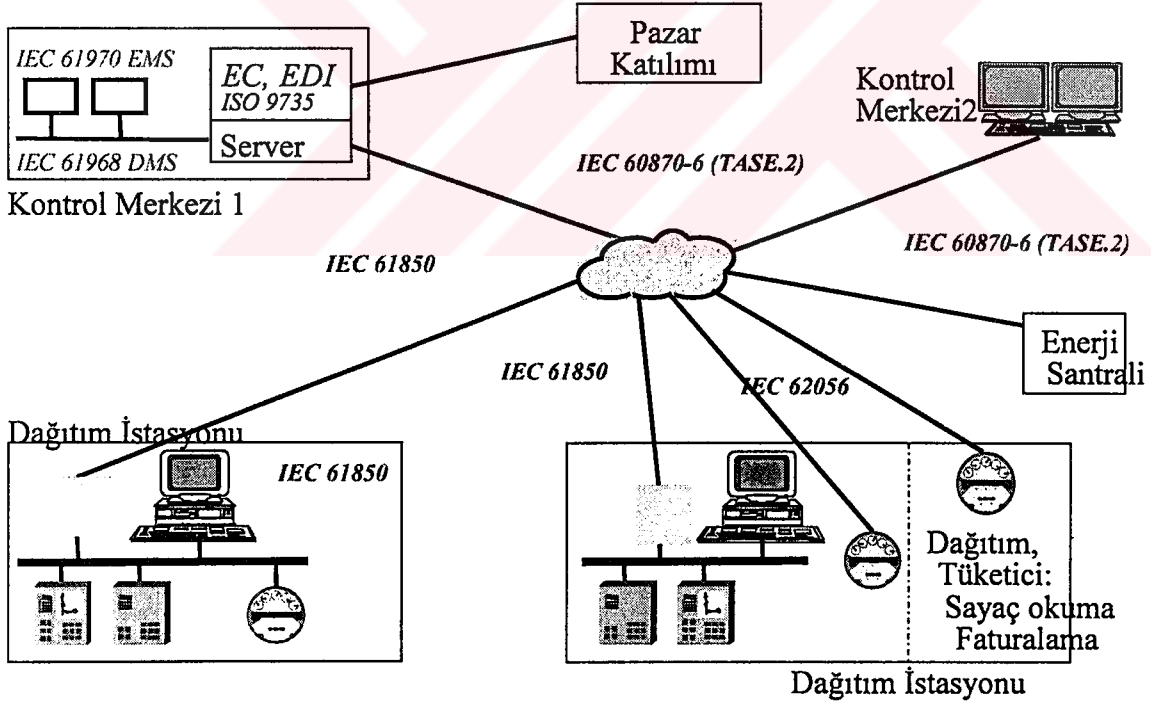 IEC 61970 EMS
EC, EDI
ISO 9735
Server
IEC 61968 DMS
Kontrol Merkezi 1
Pazar
Katılımı
Kontrol
Merkezi2
IEC 60870-6 (TASE.2)
IEC 60870-6 (TASE.2)
IEC 61850
IEC 61850
IEC 62056
Enerji
Santrali
Dağıtım İstasyonu
IEC 61850
Dağıtım,
Tüketici:
Sayaç okuma
Faturalama
Dağıtım İstasyonu